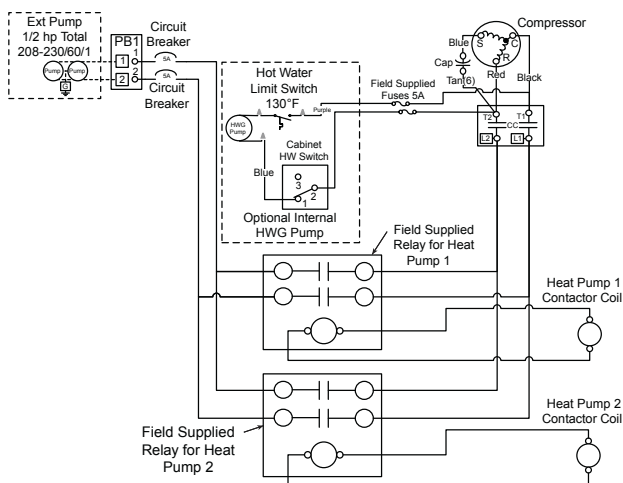 Ext Pump
1/2 hp Total
208-230/60/1
Pump
Pump
G
PB1
1
1
2
2
Circuit
Breaker
5A
5A
Circuit
Breaker
Hot Water
Limit Switch
130°F
Purple
HWG
Pump
Blue
Cabinet
HW Switch
3
2
1
Optional Internal
HWG Pump
Field Supplied
Fuses 5A
Compressor
Blue
S
C
R
Cap
Red
Black
Tan(6)
T2
T1
CC
L2
L1
Field Supplied
Relay for Heat
Pump 1
Heat Pump 1
Contactor Coil
Field Supplied
Relay for Heat
Pump 2
Heat Pump 2
Contactor Coil